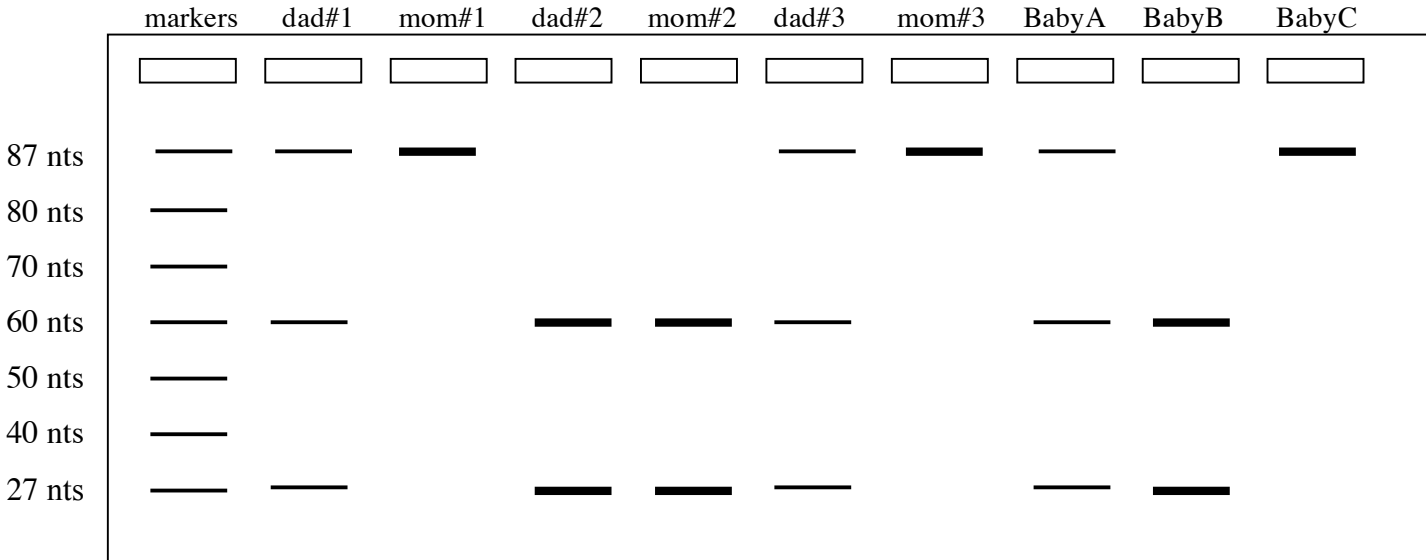 markers dad#1 mom#1 dad#2 mom#2 dad#3 mom#3 BabyA BabyB BabyC
87 nts
80 nts
70 nts
60 nts
50 nts
40 nts
27 nts